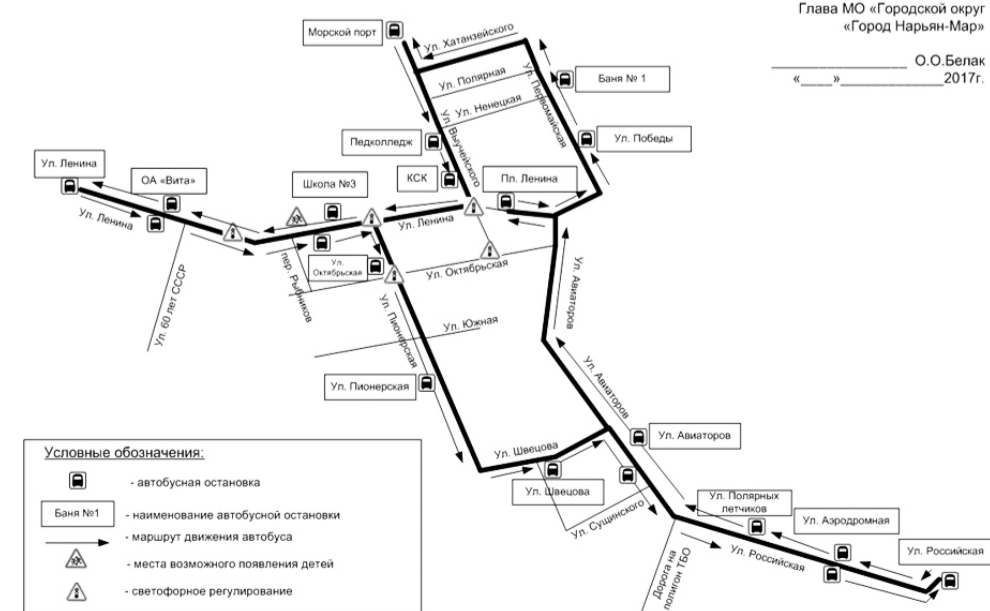 Глава МО «Городской округ
«Город Нарьян-Мар»
О.О.Белак
«____»______________2017г.
Морской порт
Ул. Хатанзейского
Ул. Полярная
Баня № 1
Ул. Ненецкая
Ул. Первомайская
Ул. Выучейского
Педколледж
Ул. Победы
Ул. Ленина
ОА «Вита»
Школа №3
КСК
Пл. Ленина
Ул. Ленина
Ул. Ленина
Ул. 60 лет СССР
пер. Рыбников
Ул.
Октябрьская
Ул. Октябрьская
Ул. Авиаторов
Ул. Пионерская
Ул. Южная
Ул. Пионерская
Ул. Авиаторов
Ул. Авиаторов
Ул. Швецова
Ул. Швецова
Ул. Сущинского
Ул. Полярных
летчиков
Ул. Аэродромная
Ул. Российская
Ул. Российская
Дорога на
полигон ТБО
Условные обозначения:
- автобусная остановка
Баня №1
- наименование автобусной остановки
- маршрут движения автобуса
- места возможного появления детей
- светофорное регулирование